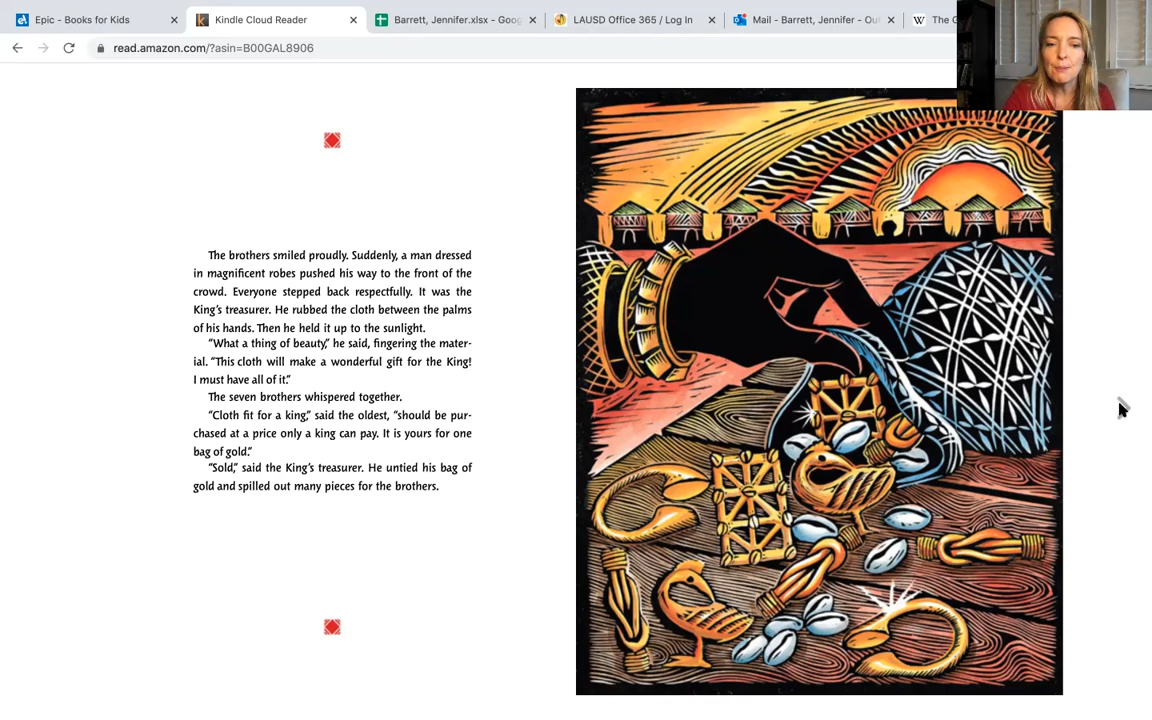 Epic - Books for Kids
Kindle Cloud Reader
Barrett, Jennifer.xlsx - Goog
LAUSD Office 365 / Log In
Mail - Barrett, Jennifer - Ou
The G
read.amazon.com/?asin=B00GAL8906
The brothers smiled proudly. Suddenly, a man dressed
in magnificent robes pushed his way to the front of the
crowd. Everyone stepped back respectfully. It was the
King's treasurer. He rubbed the cloth between the palms
of his hands. Then he held it up to the sunlight.
"What a thing of beauty," he said, fingering the mater-
ial. "This cloth will make a wonderful gift for the King!
I must have all of it."
The seven brothers whispered together.
"Cloth fit for a king," said the oldest, "should be pur-
chased at a price only a king can pay. It is yours for one
bag of gold."
"Sold," said the King's treasurer. He untied his bag of
gold and spilled out many pieces for the brothers.